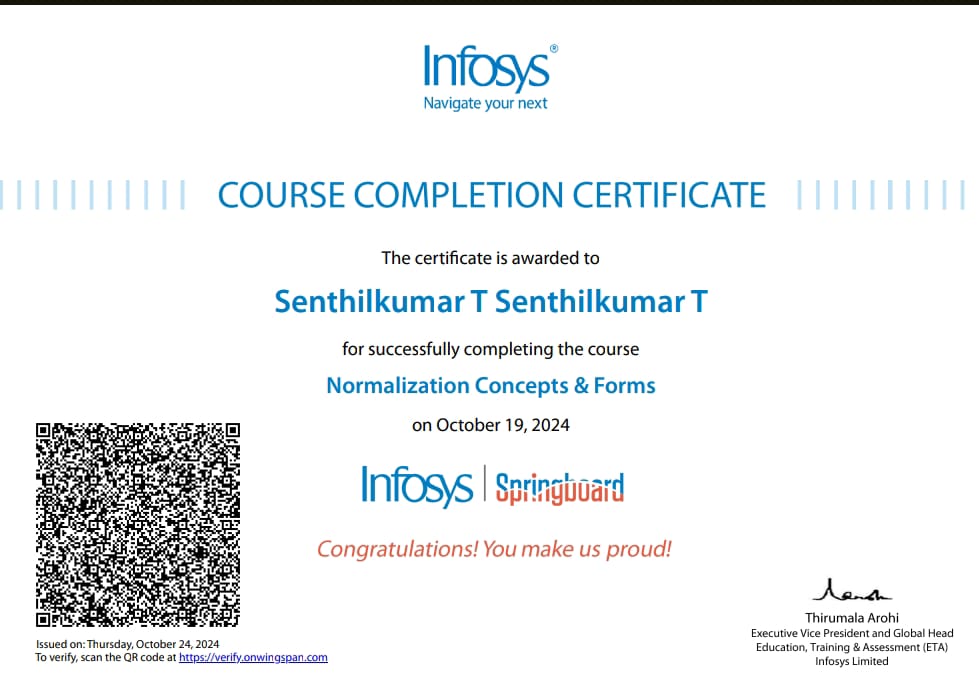 Infosys®
Navigate your next
COURSE COMPLETION CERTIFICATE
The certificate is awarded to
Senthilkumar T Senthilkumar T
for successfully completing the course
Normalization Concepts & Forms
on October 19, 2024
Infosys | Springboard
Congratulations! You make us proud!
Thirumala Arohi
Executive Vice President and Global Head
Education, Training & Assessment (ETA)
Infosys Limited
Issued on: Thursday, October 24, 2024
To verify, scan the QR code at https://verify.onwingspan.com